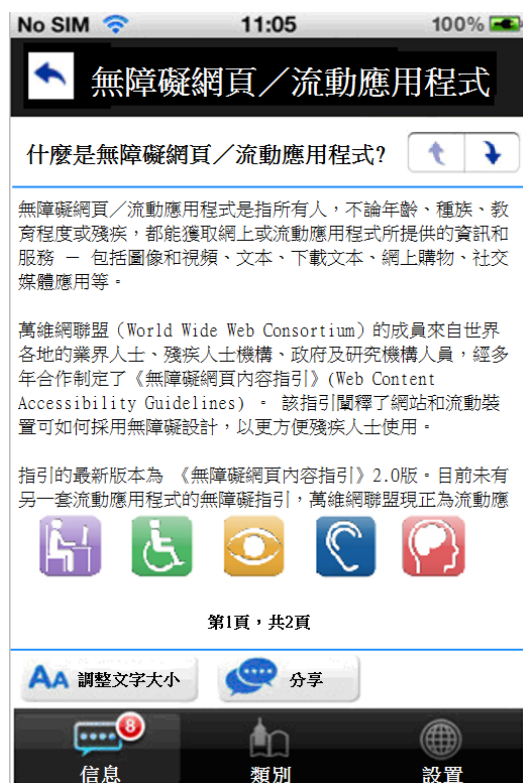 No SIM 11:05 100%
無障礙網頁／流動應用程式
什麼是無障礙網頁／流動應用程式?
無障礙網頁／流動應用程式是指所有人，不論年齡、種族、教
育程度或殘疾，都能獲取網上或流動應用程式所提供的資訊和
服務 － 包括圖像和視頻、文本、下載文本、網上購物、社交
媒體應用等。
萬維網聯盟（World Wide Web Consortium）的成員來自世界
各地的業界人士、殘疾人士機構、政府及研究機構人員，經多
年合作制定了《無障礙網頁內容指引》(Web Content
Accessibility Guidelines) 。 該指引闡釋了網站和流動裝
置可如何採用無障礙設計，以更方便殘疾人士使用。
指引的最新版本為 《無障礙網頁內容指引》2.0版。目前未有
另一套流動應用程式的無障礙指引，萬維網聯盟現正為流動應
第1頁，共2頁
AA 調整文字大小 分享
8
信息 類別 設置